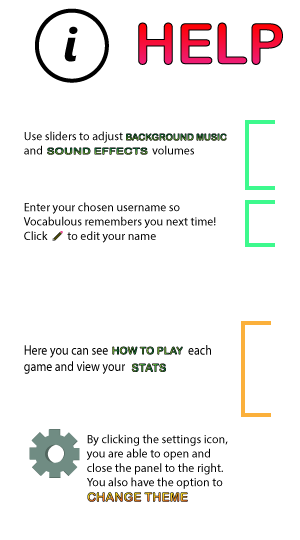 i HELP
Use sliders to adjust BACKGROUND MUSIC
and SOUND EFFECTS volumes
Enter your chosen username so
Vocabulous remembers you next time!
Click to edit your name
Here you can see HOW TO PLAY each
game and view your STATS
By clicking the settings icon,
you are able to open and
close the panel to the right.
You also have the option to
CHANGE THEME